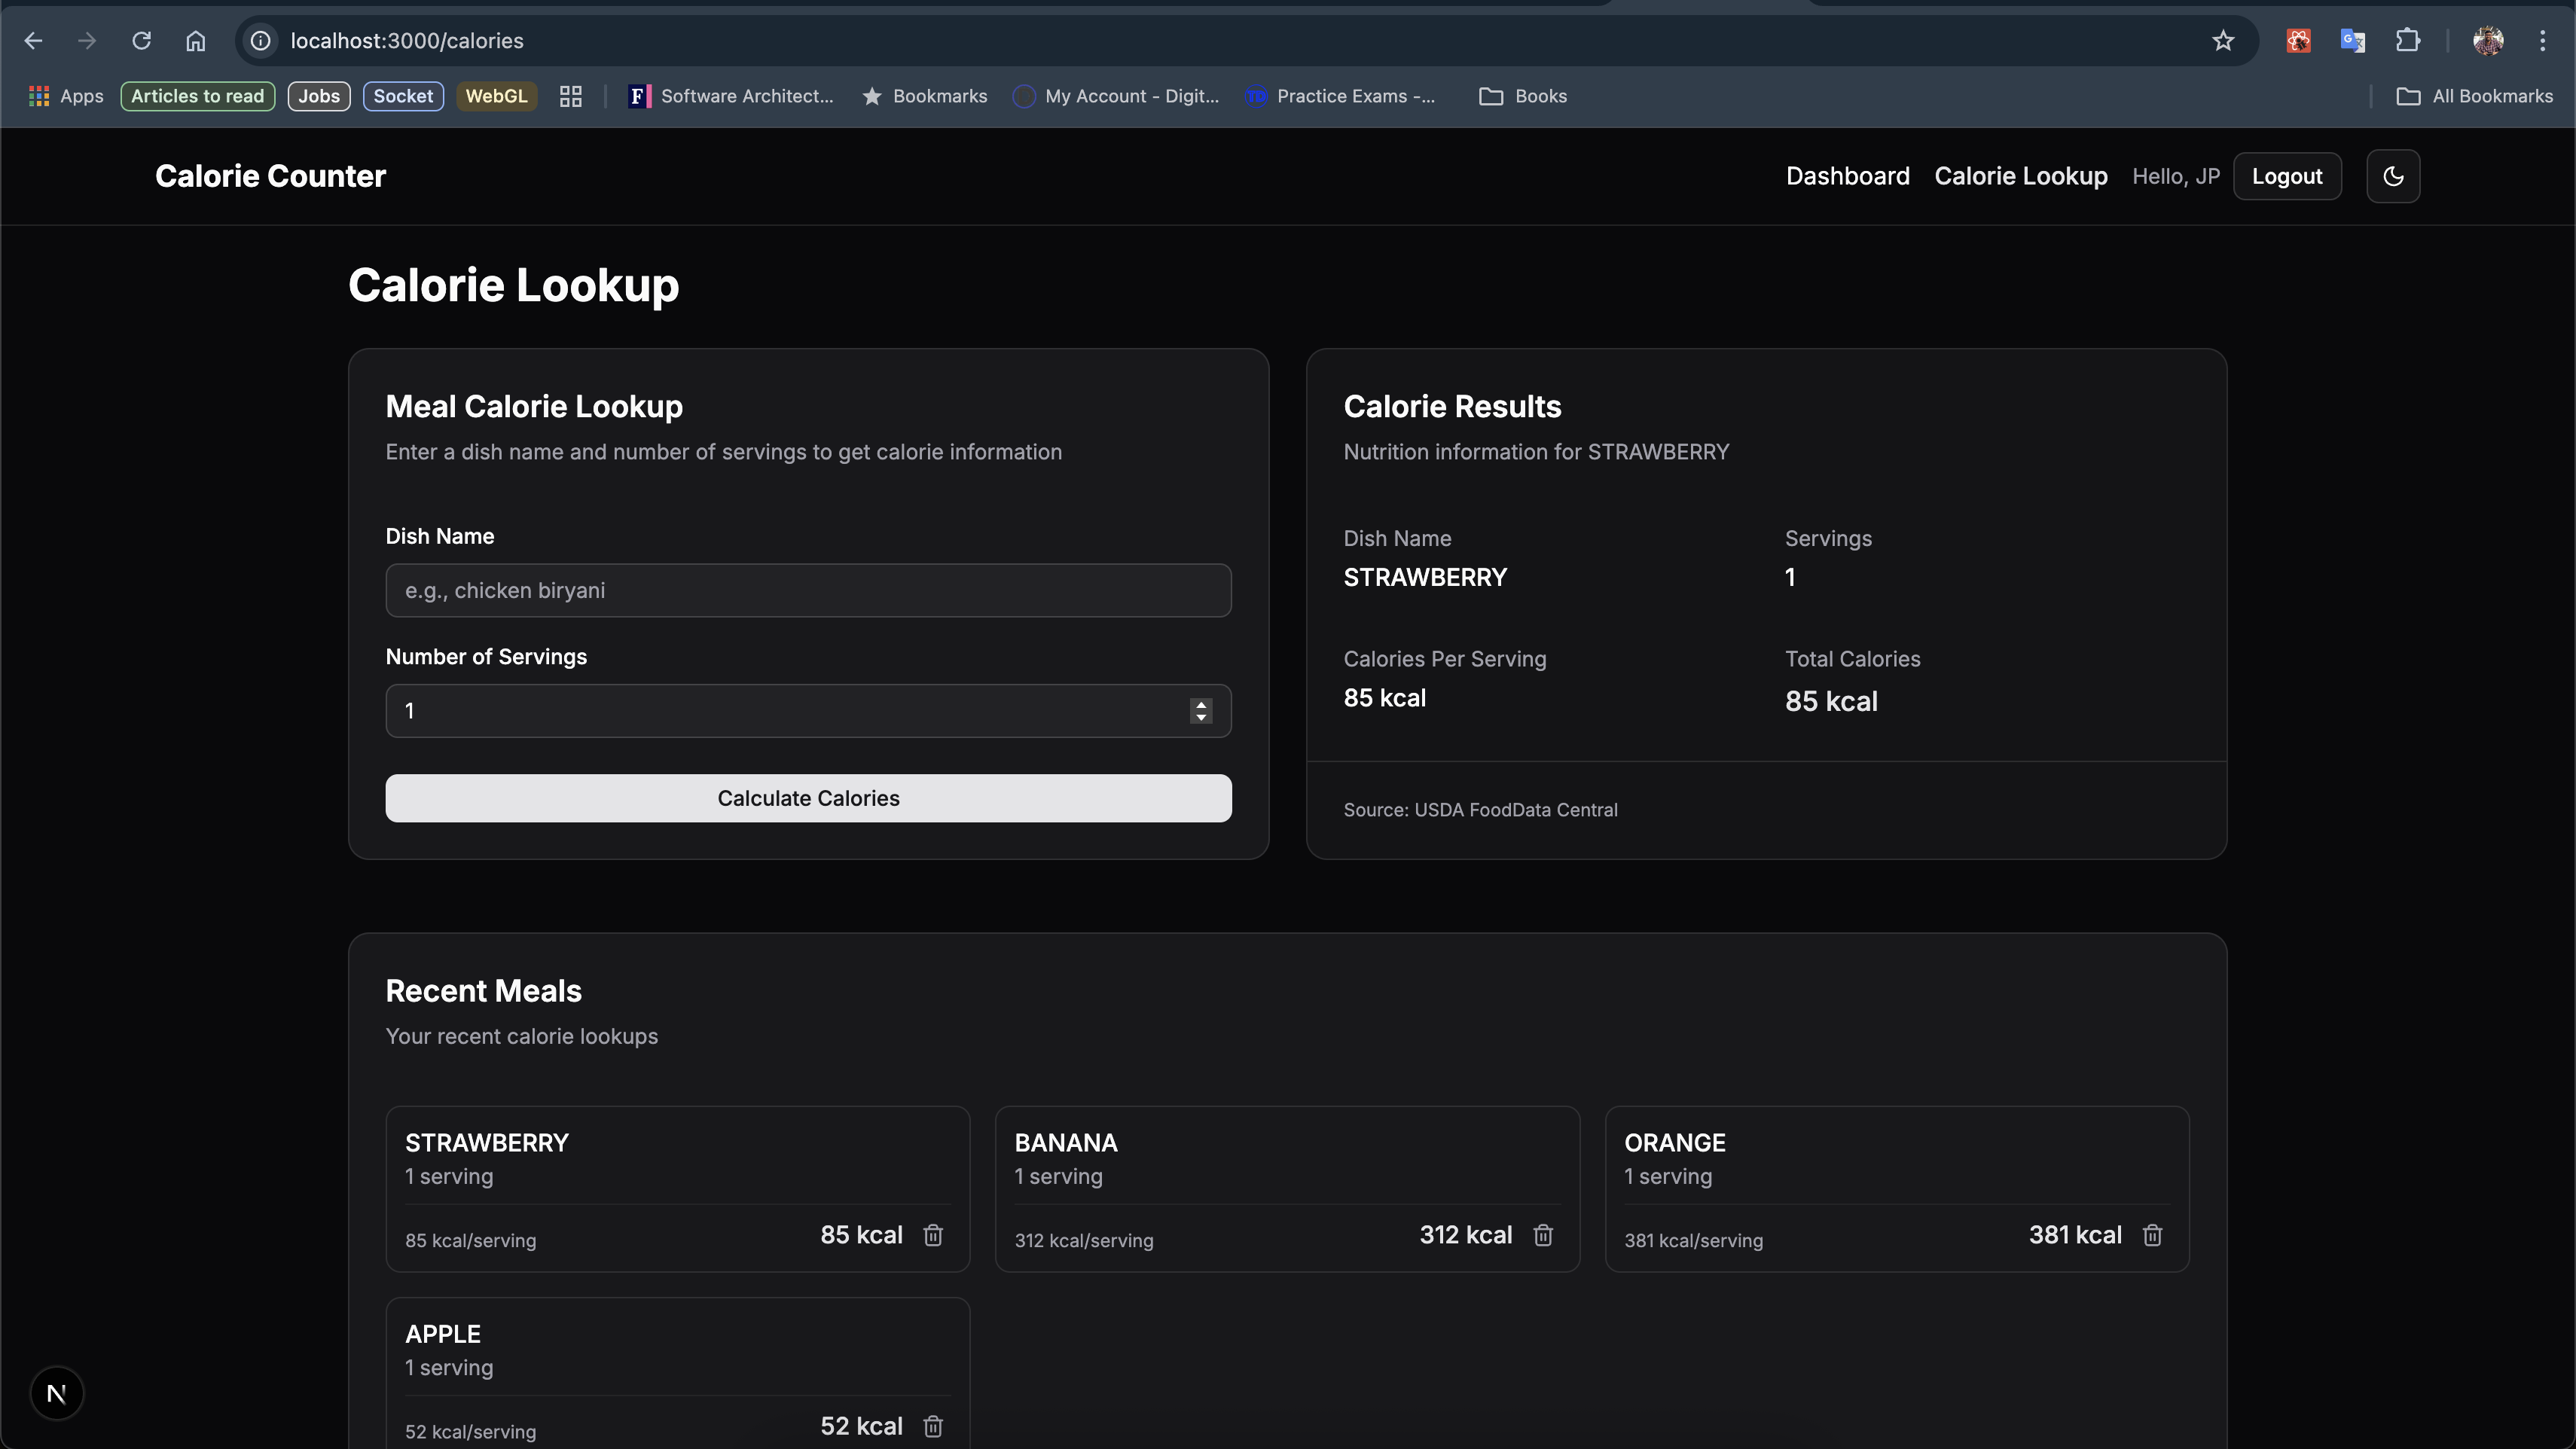 localhost:3000/calories
Apps
Articles to read
Jobs
Socket
WebGL
F
Software Architect...
Bookmarks
My Account - Digit...
Practice Exams -...
Books
All Bookmarks
Calorie Counter
Dashboard
Calorie Lookup
Hello, JP
Logout
Calorie Lookup
Meal Calorie Lookup
Enter a dish name and number of servings to get calorie information
Dish Name
e.g., chicken biryani
Number of Servings
1
Calculate Calories
Calorie Results
Nutrition information for STRAWBERRY
Dish Name
STRAWBERRY
Servings
1
Calories Per Serving
85 kcal
Total Calories
85 kcal
Source: USDA FoodData Central
Recent Meals
Your recent calorie lookups
STRAWBERRY
1 serving
85 kcal/serving
85 kcal
BANANA
1 serving
312 kcal/serving
312 kcal
ORANGE
1 serving
381 kcal/serving
381 kcal
APPLE
1 serving
52 kcal/serving
52 kcal
N